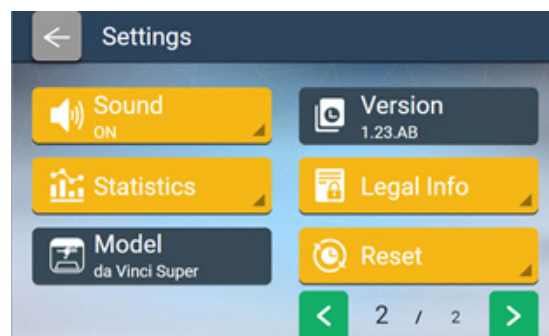 Settings
Sound
ON
Version
1.23.AB
Statistics
Legal Info
Model
da Vinci Super
Reset
2 / 2